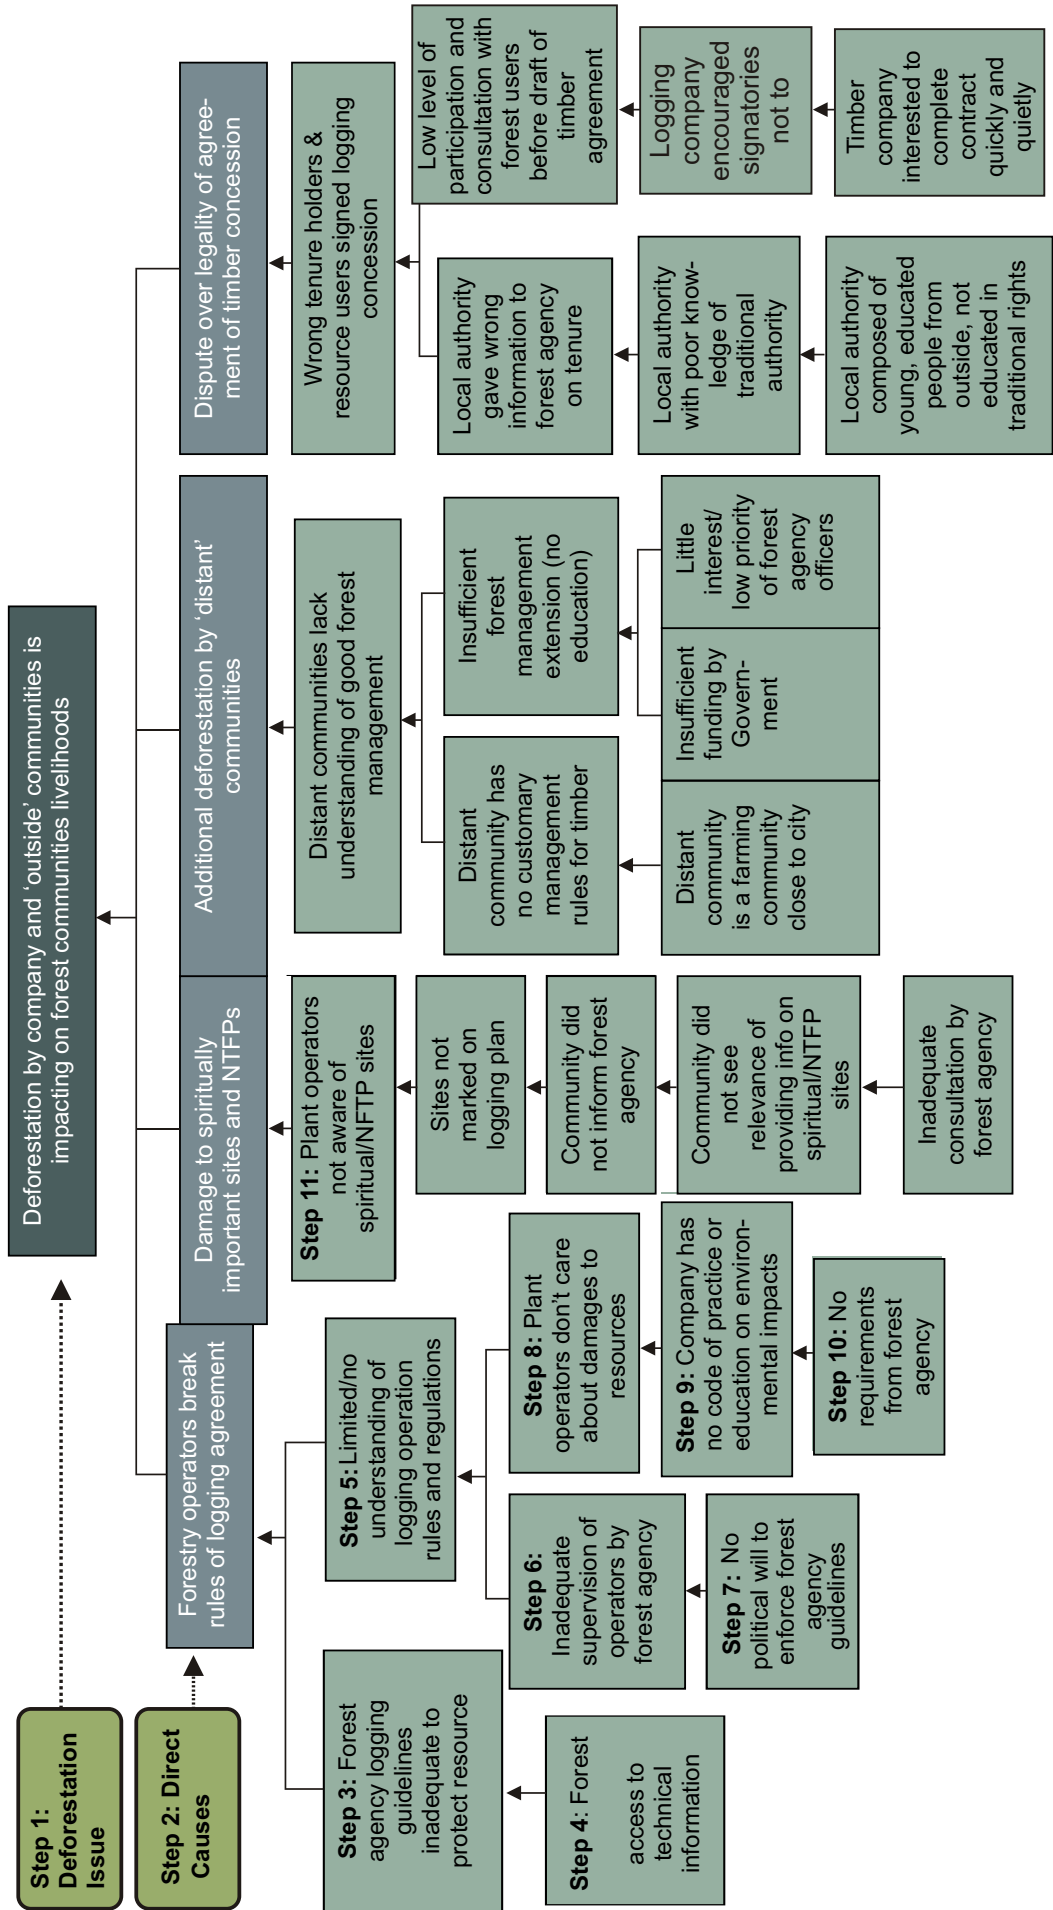 Step 1:
Deforestation
Issue
Deforestation by company and ‘outside’ communities is
impacting on forest communities livelihoods
Step 2: Direct
Causes
Forestry operators break
rules of logging agreement
Damage to spiritually
important sites and NTFPs
Additional deforestation by ‘distant’
communities
Dispute over legality of agree-
ment of timber concession
Step 3: Forest
agency logging
guidelines
inadequate to
protect resource
Step 4: Forest
access to
technical
information
Step 5: Limited/no
understanding of
logging operation
rules and regulations
Step 6:
Inadequate
supervision of
operators by
forest agency
Step 7: No
political will to
enforce forest
agency
guidelines
Step 8: Plant
operators don’t care
about damages to
resources
Step 9: Company has
no code of practice or
education on environ-
mental impacts
Step 10: No
requirements
from forest
agency
Step 11: Plant operators
not aware of
spiritual/NFTP sites
Sites not
marked on
logging plan
Community did
not inform forest
agency
Community did
not see
relevance of
providing info on
spiritual/NTFP
sites
Inadequate
consultation by
forest agency
Distant communities lack
understanding of good forest
management
Distant
community has
no customary
management
rules for timber
Insufficient
forest
management
extension (no
education)
Distant
community
is a farming
community
close to city
Insufficient
funding by
Govern-
ment
Little
interest/
low priority
of forest
agency
officers
Wrong tenure holders &
resource users signed logging
concession
Local authority
gave wrong
information to
forest agency
on tenure
Local authority
with poor know-
ledge of
traditional
authority
Local authority
composed of
young, educated
people from
outside, not
educated in
traditional rights
Low level of
participation and
consultation with
forest users
before draft of
timber
agreement
Logging
company
encouraged
signatories
not to
Timber
company
interested to
complete
contract
quickly and
quietly